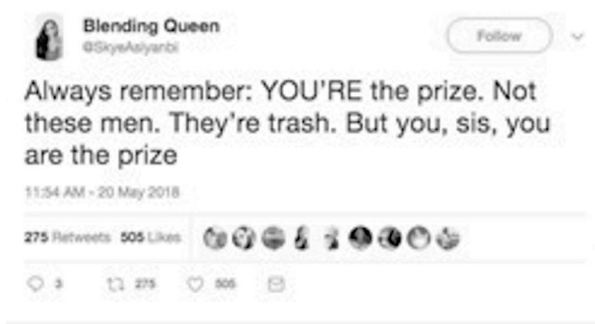 Blending Queen
@SkyeAsiyanbi
Follow
Always remember: YOU'RE the prize. Not
these men. They're trash. But you, sis, you
are the prize
11:54 AM - 20 May 2018
275 Retweets 505 Likes
3 275 505